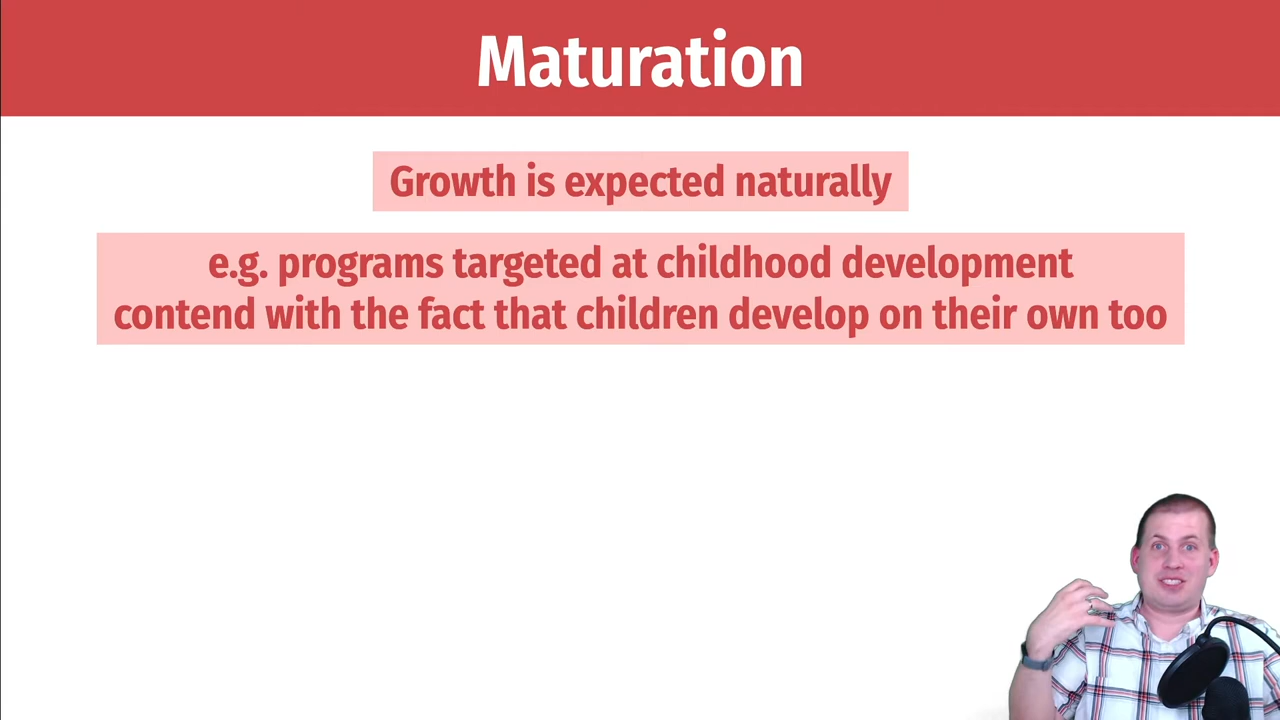 Maturation
Growth is expected naturally
e.g. programs targeted at childhood development
contend with the fact that children develop on their own too